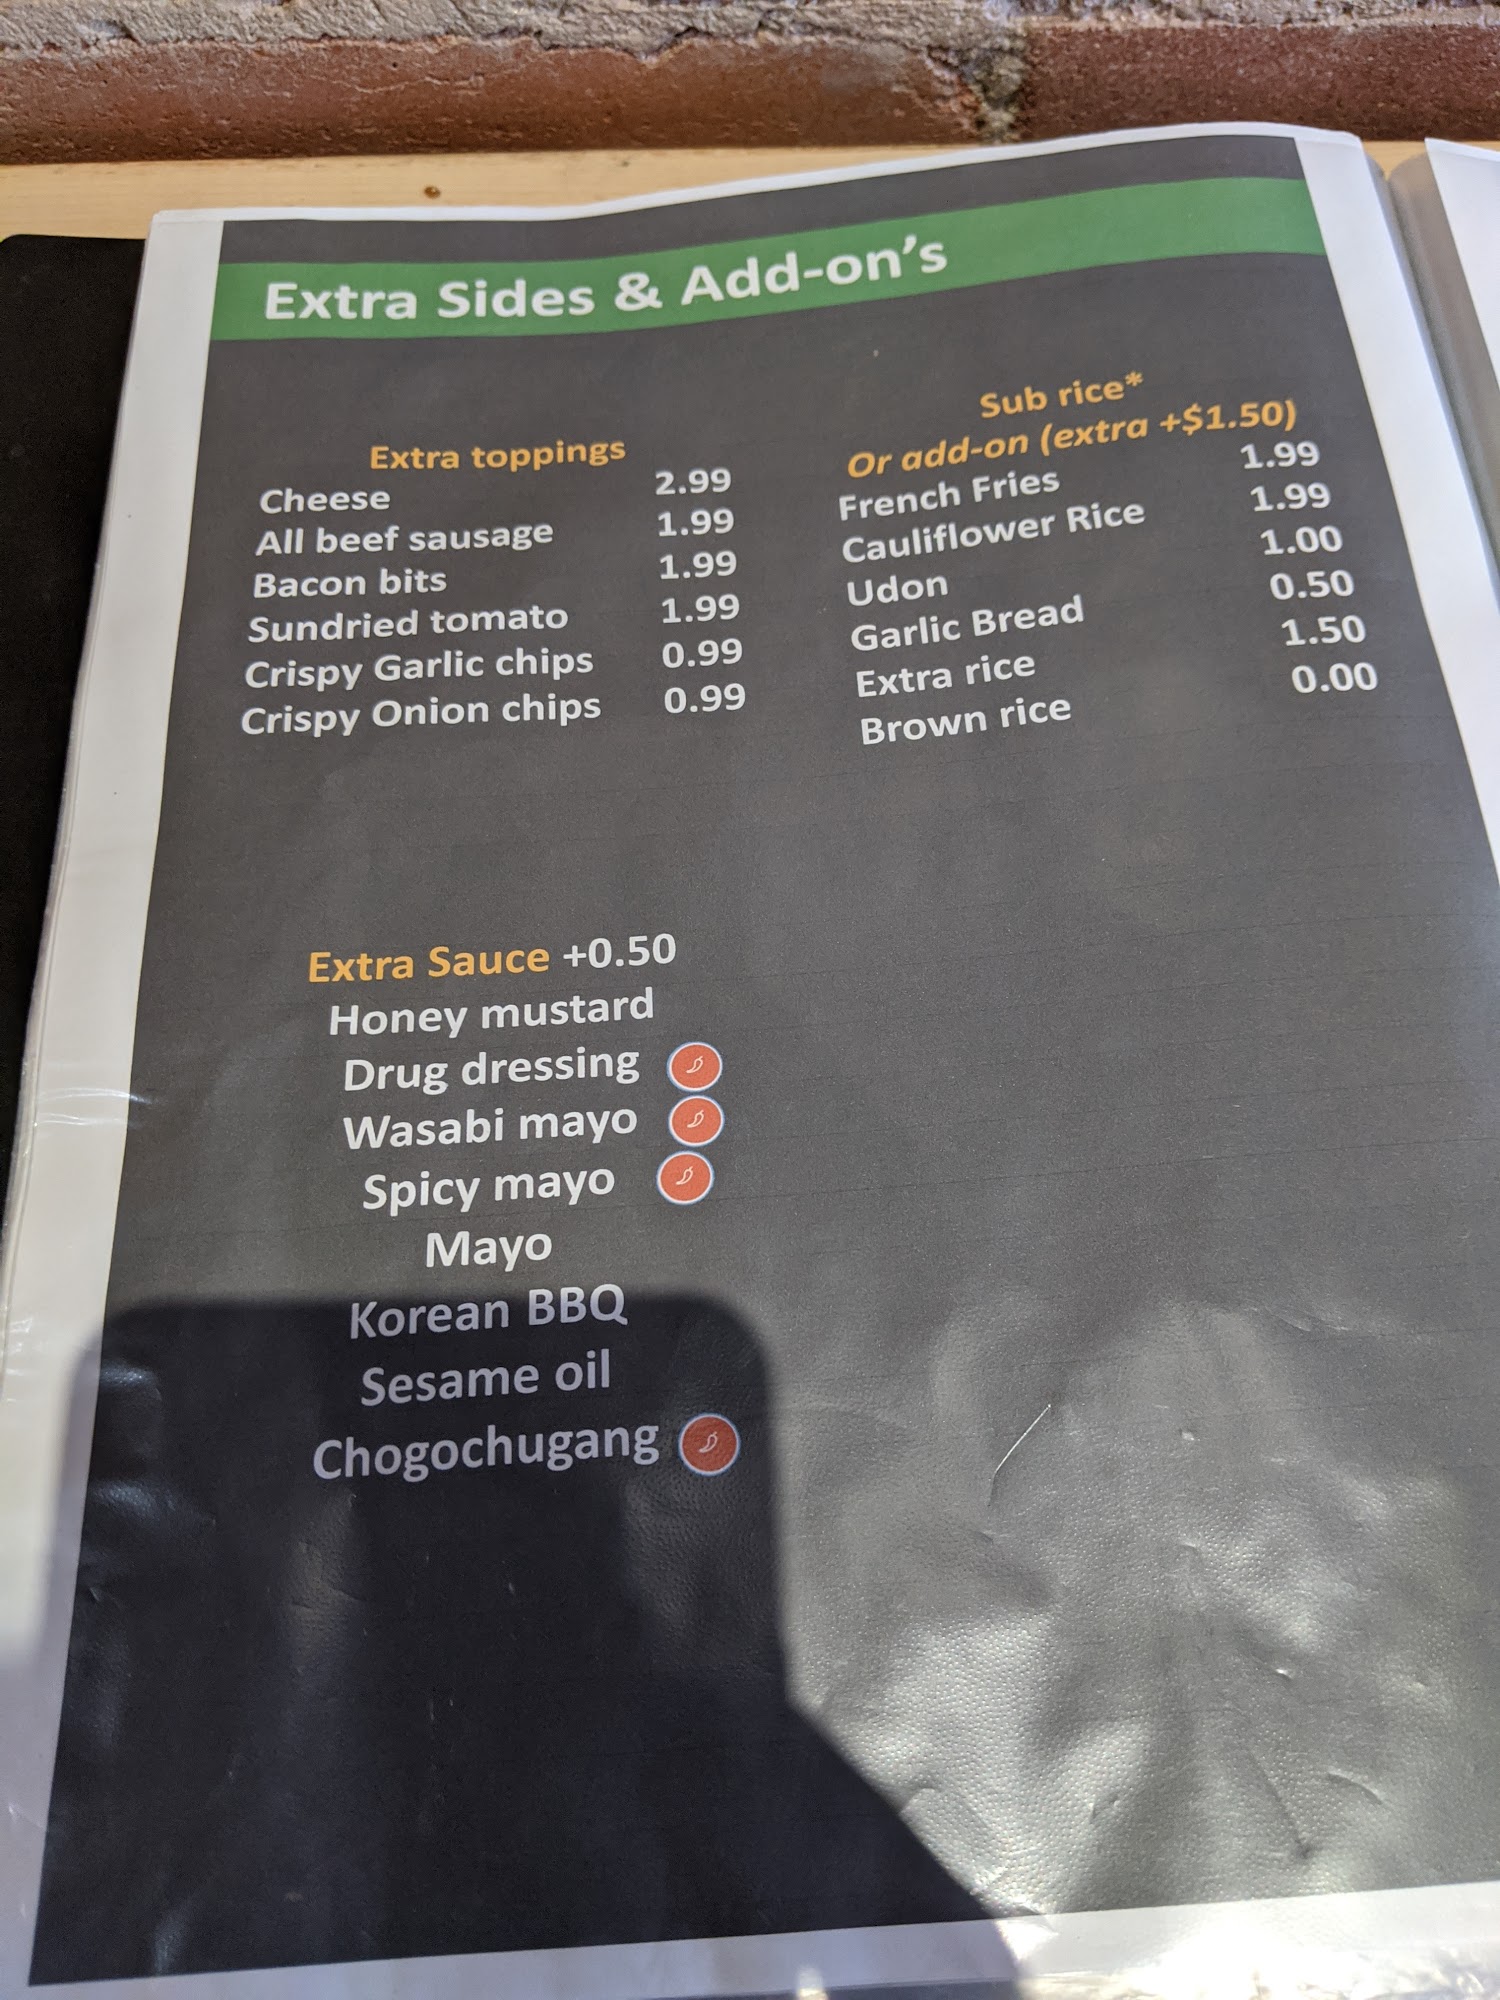 Extra Sides & Add-on's
Extra toppings
Cheese 2.99
All beef sausage 1.99
Bacon bits 1.99
Sundried tomato 1.99
Crispy Garlic chips 0.99
Crispy Onion chips 0.99
Sub rice*
Or add-on (extra +$1.50)
French Fries 1.99
Cauliflower Rice 1.99
Udon 1.00
Garlic Bread 0.50
Extra rice 1.50
Brown rice 0.00
Extra Sauce +0.50
Honey mustard
Drug dressing
Wasabi mayo
Spicy mayo
Mayo
Korean BBQ
Sesame oil
Chogochugang